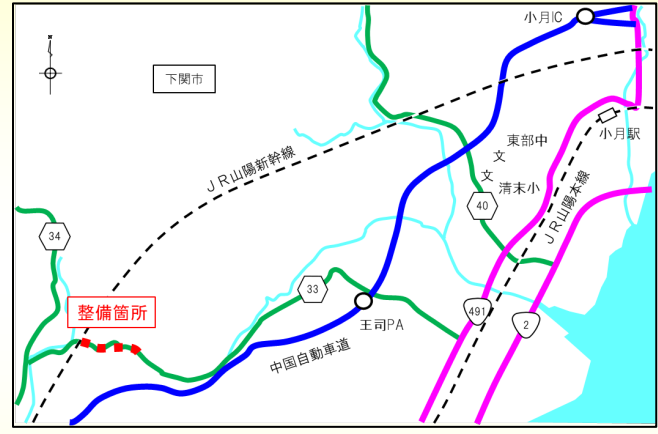 小月IC
下関市
小月駅
東部中
文
文
清末小
JR山陽新幹線
JR山陽本線
40
34
33
整備箇所
王司PA
491
2
中国自動車道